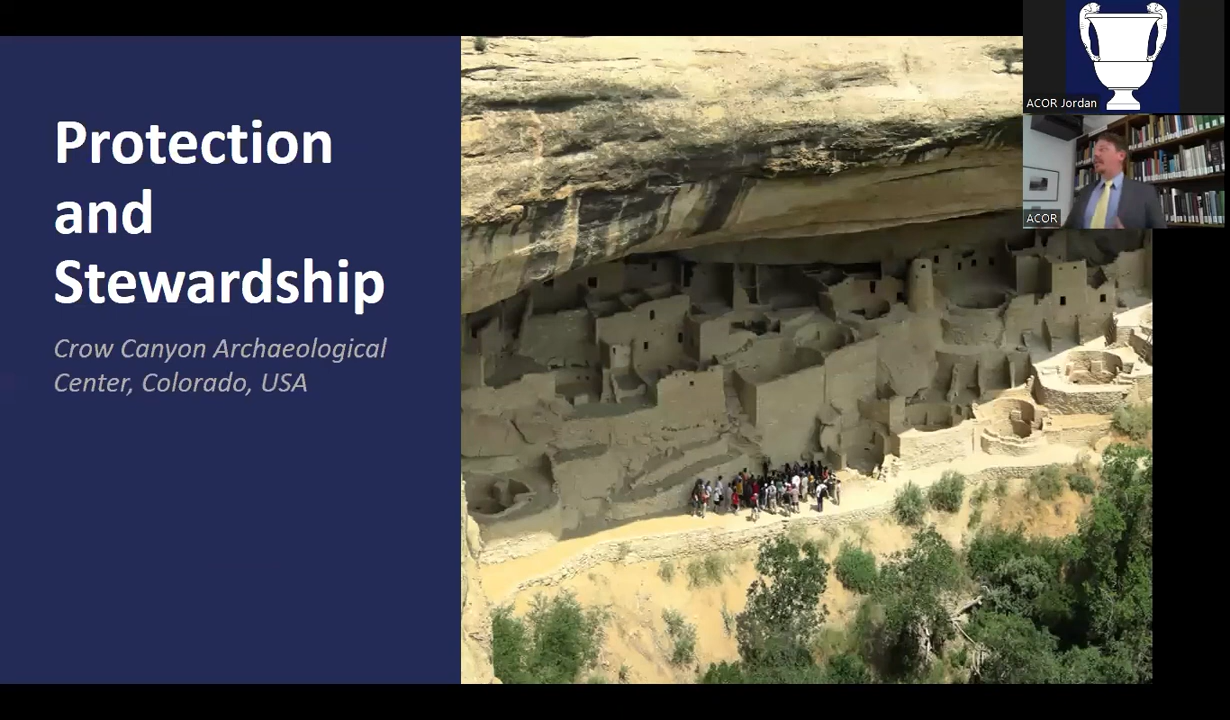 Protection
and
Stewardship
Crow Canyon Archaeological
Center, Colorado, USA
ACOR Jordan
ACOR